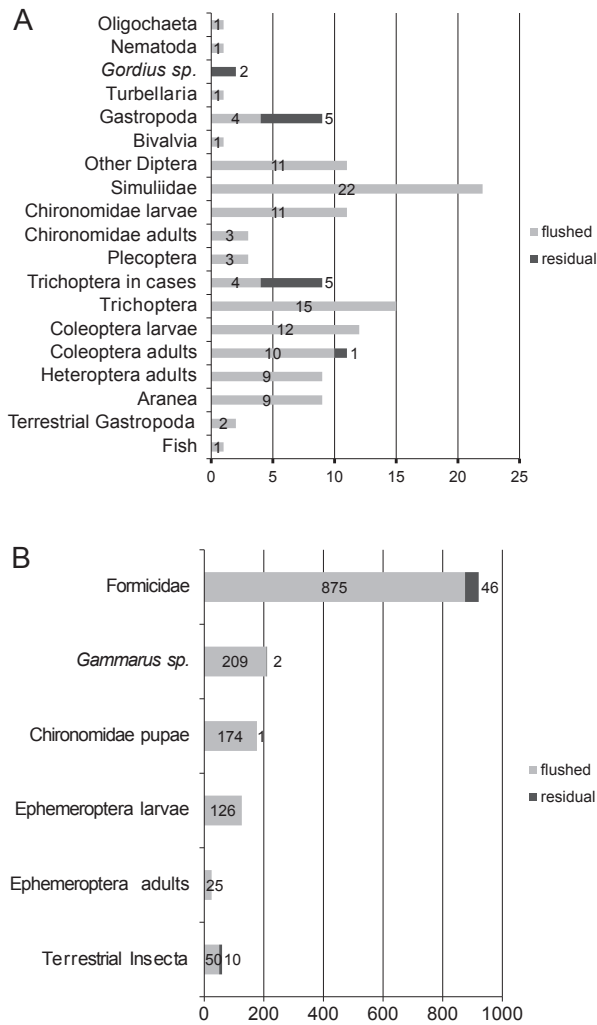 A
Oligochaeta 1
Nematoda 1
Gordius sp. 2
Turbellaria 1
Gastropoda 4 5
Bivalvia 1
Other Diptera 11
Simuliidae 22
Chironomidae larvae 11
Chironomidae adults 3
Plecoptera 3
Trichoptera in cases 4 5
Trichoptera 15
Coleoptera larvae 12
Coleoptera adults 10 1
Heteroptera adults 9
Aranea 9
Terrestrial Gastropoda 2
Fish 1
0 5 10 15 20 25
flushed
residual
B
Formicidae 875 46
Gammarus sp. 209 2
Chironomidae pupae 174 1
Ephemeroptera larvae 126
Ephemeroptera adults 25
Terrestrial Insecta 50 10
0 200 400 600 800 1000
flushed
residual